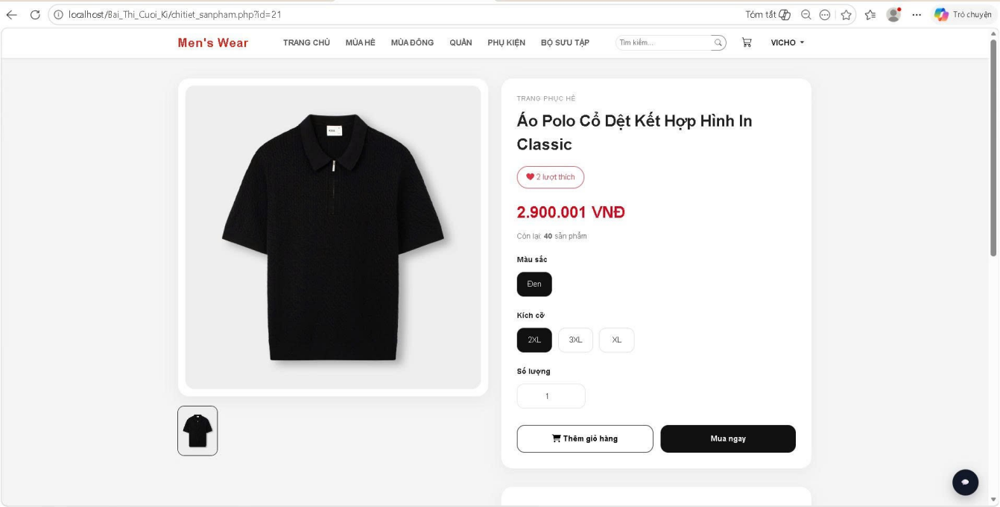 localhost/Bai_Thi_Cuoi_Ki/chitiet_sanpham.php?id=21
Tóm tắt
Trò chuyện
Men's Wear
TRANG CHỦ
MÙA HÈ
MÙA ĐÔNG
QUẦN
PHỤ KIỆN
BỘ SƯU TẬP
Tìm kiếm...
VICHO
TRANG PHỤC HÈ
Áo Polo Cổ Dệt Kết Hợp Hình In
Classic
2 lượt thích
2.900.001 VNĐ
Còn lại: 40 sản phẩm
Màu sắc
Đen
Kích cỡ
2XL
3XL
XL
Số lượng
1
Thêm giỏ hàng
Mua ngay